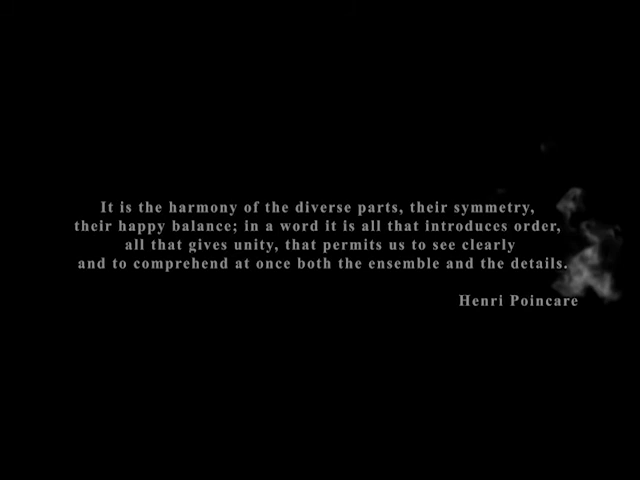 It is the harmony of the diverse parts, their symmetry,
their happy balance; in a word it is all that introduces order,
all that gives unity, that permits us to see clearly
and to comprehend at once both the ensemble and the details.
Henri Poincare